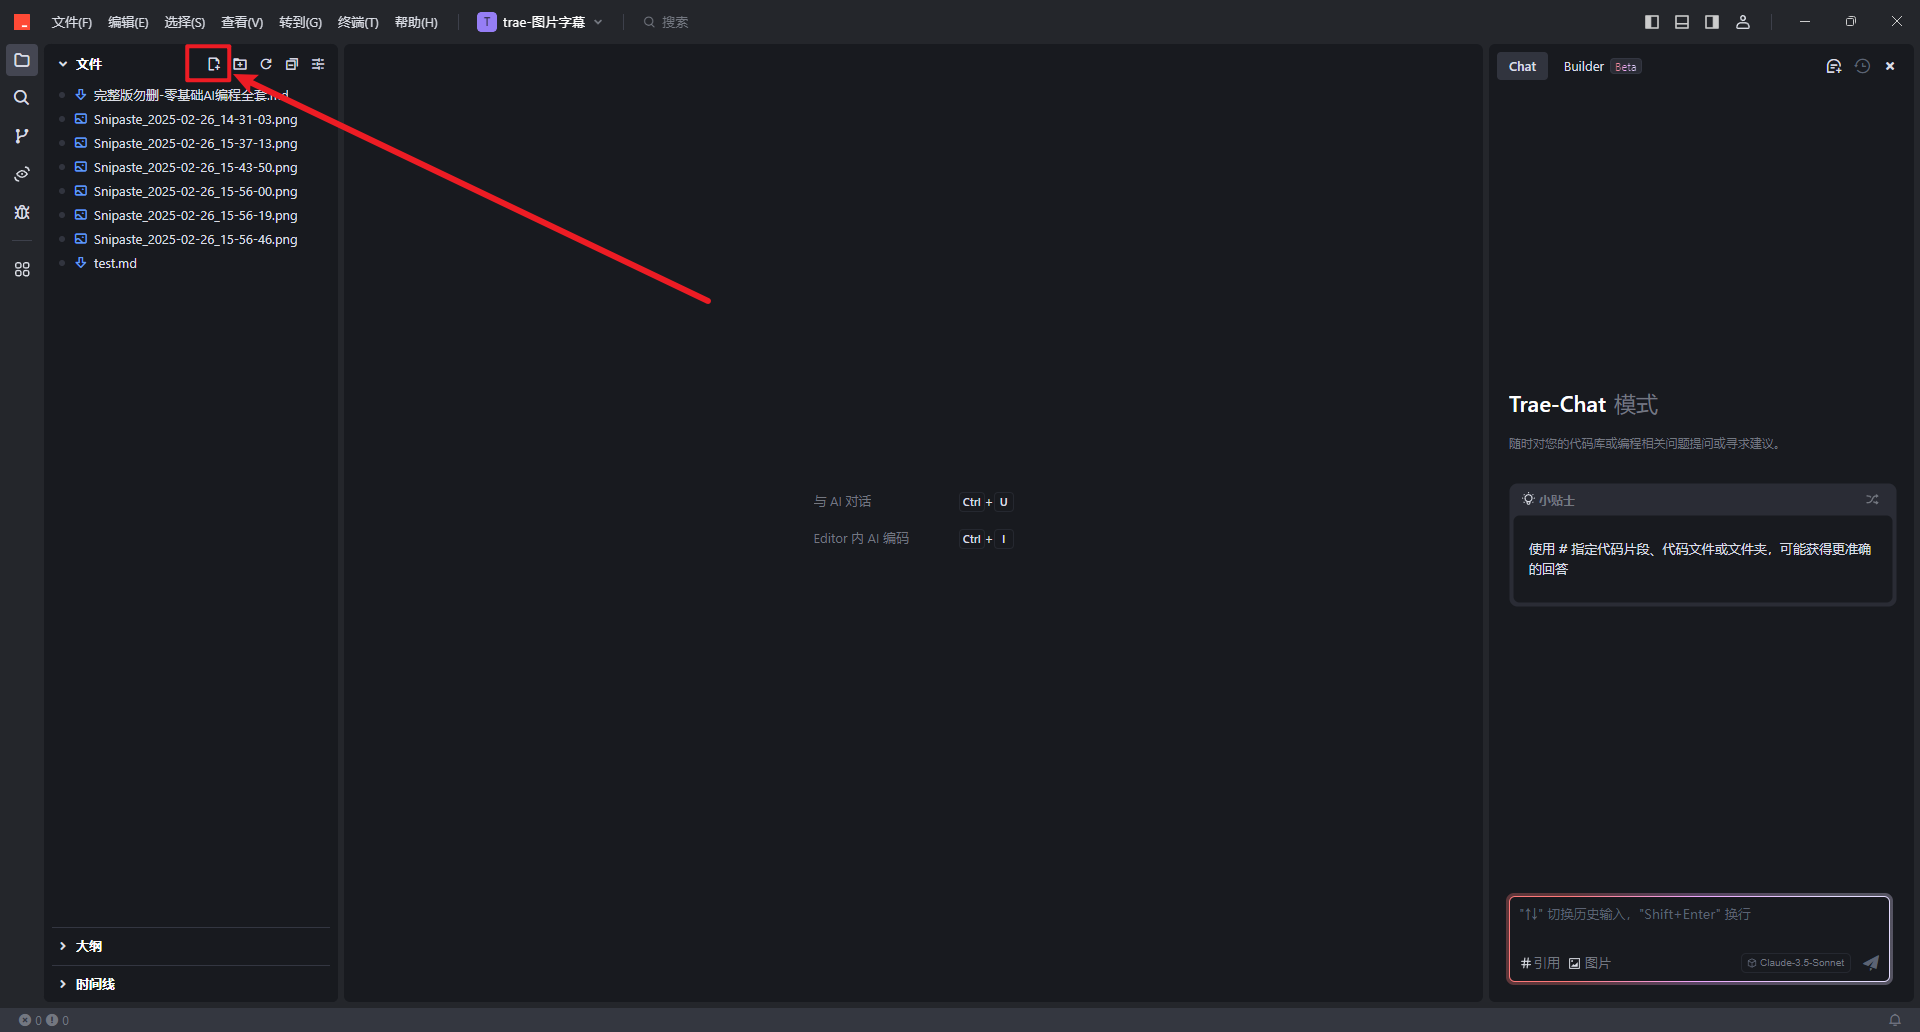 文件(F) 编辑(E) 选择(S) 查看(V) 转到(G) 终端(T) 帮助(H) T trae-图片字幕 搜索
文件
完整版勿删-零基础AI编程全套.md
Snipaste_2025-02-26_14-31-03.png
Snipaste_2025-02-26_15-37-13.png
Snipaste_2025-02-26_15-43-50.png
Snipaste_2025-02-26_15-56-00.png
Snipaste_2025-02-26_15-56-19.png
Snipaste_2025-02-26_15-56-46.png
test.md
大纲
时间线
与 AI 对话 Ctrl + U
Editor 内 AI 编码 Ctrl + I
Chat Builder Beta
Trae-Chat 模式
随时对您的代码库或编程相关问题提问或寻求建议。
小贴士
使用 # 指定代码片段、代码文件或文件夹，可能获得更准确
的回答
"↑↓" 切换历史输入，"Shift+Enter" 换行
#引用 图片 Claude-3.5-Sonnet
0 0